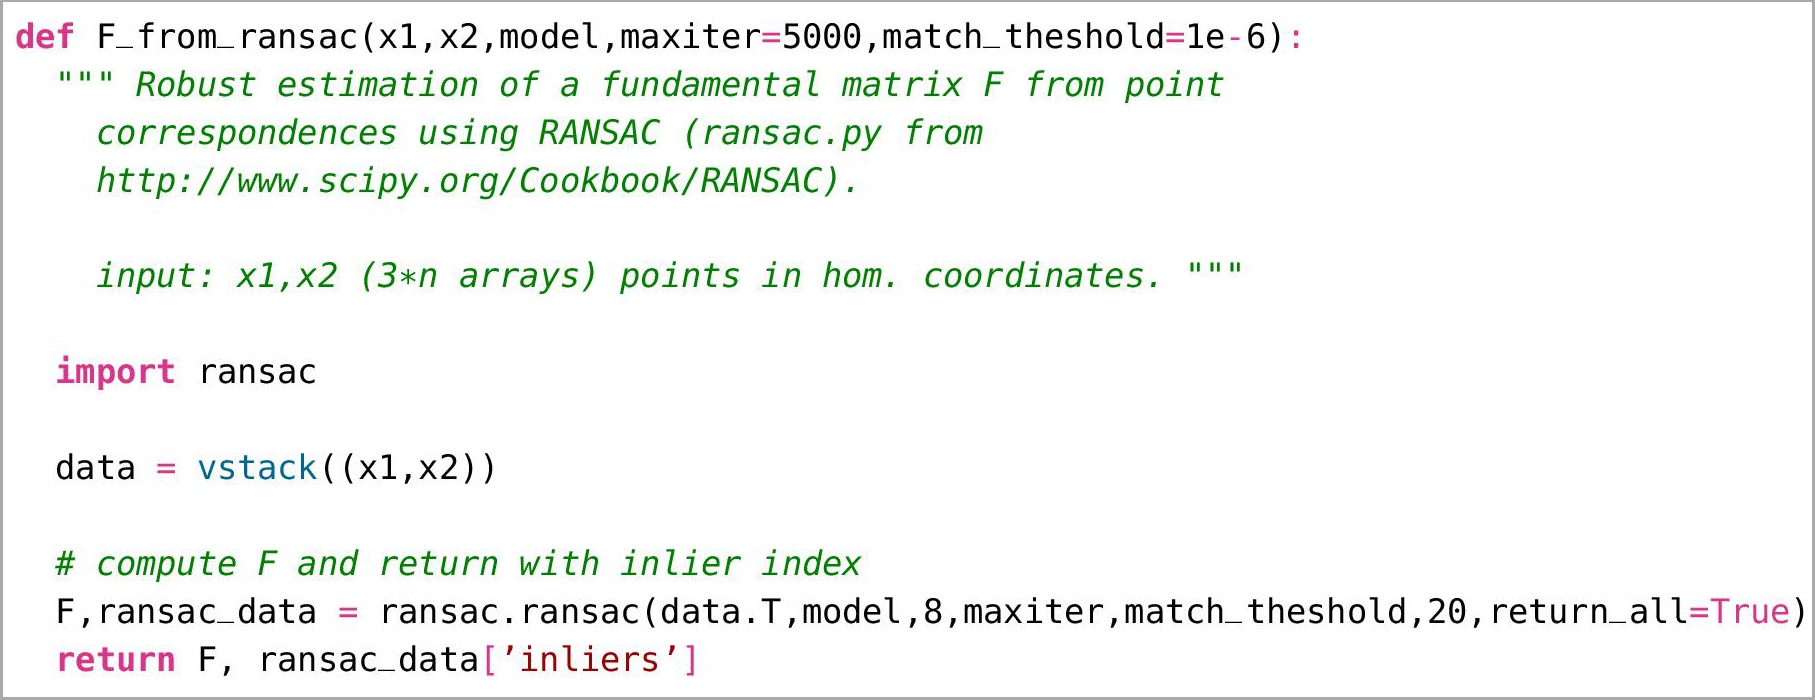 def F_from_ransac(x1,x2,model,maxiter=5000,match_theshold=1e-6):
""" Robust estimation of a fundamental matrix F from point
correspondences using RANSAC (ransac.py from
http://www.scipy.org/Cookbook/RANSAC).
input: x1,x2 (3*n arrays) points in hom. coordinates. """
import ransac
data = vstack((x1,x2))
# compute F and return with inlier index
F,ransac_data = ransac.ransac(data.T,model,8,maxiter,match_theshold,20,return_all=True)
return F, ransac_data[’inliers’]